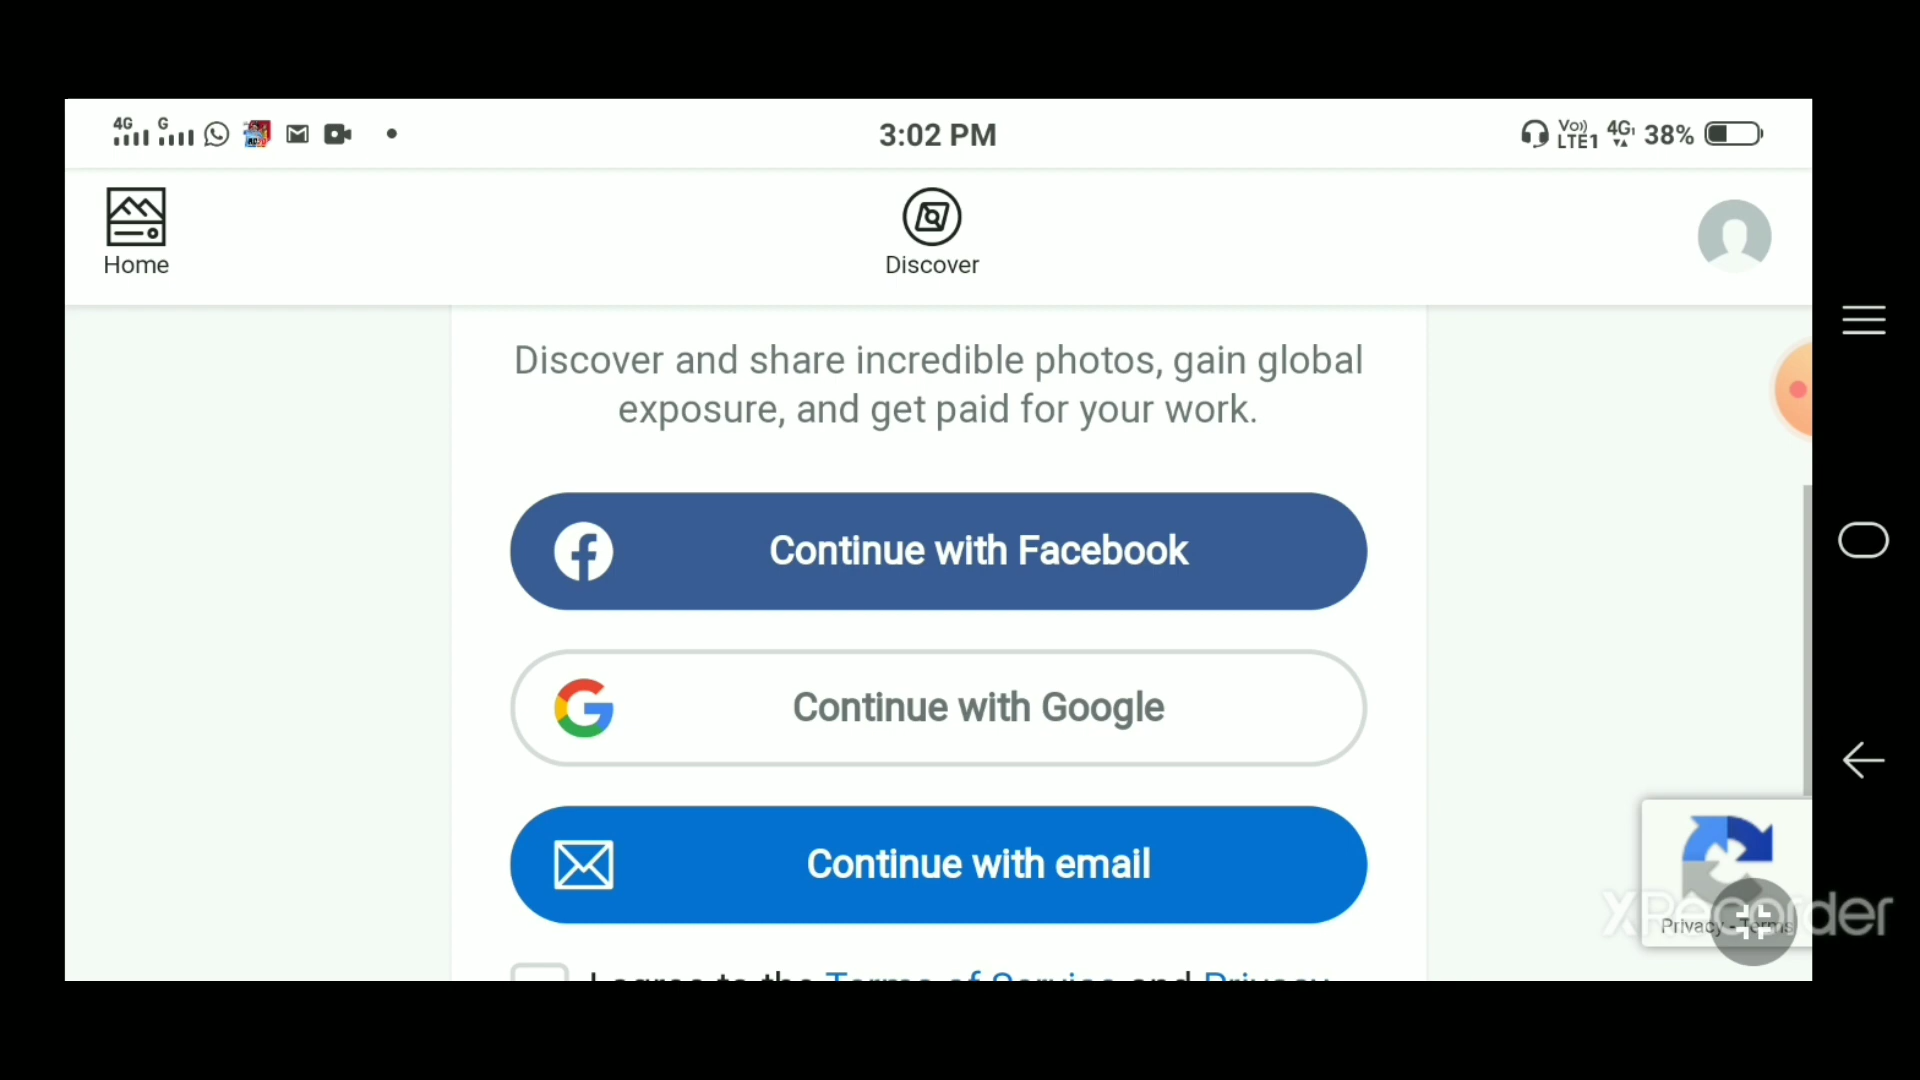 4G G 3:02 PM Vo)) LTE1 4G 38%
Home Discover
Discover and share incredible photos, gain global
exposure, and get paid for your work.
Continue with Facebook
Continue with Google
Continue with email
XRecorder
Privacy - Terms
I agree to the Terms of Service and Privacy